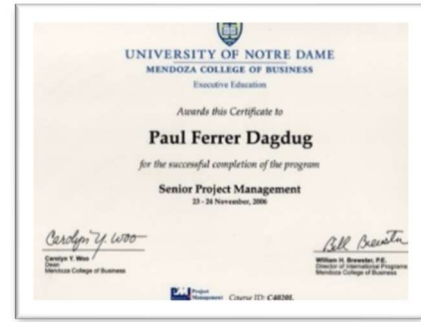 UNIVERSITY OF NOTRE DAME
MENDOZA COLLEGE OF BUSINESS
Executive Education
Awards this Certificate to
Paul Ferrer Dagdug
for the successful completion of the program
Senior Project Management
23 - 24 November, 2006
Carolyn Y. Woo
Bill Brewster
Carolyn Y. Woo
Dean
Mendoza College of Business
William H. Brewster, P.E.
Director of International Programs
Mendoza College of Business
Project
Management
Course ID: C4020L